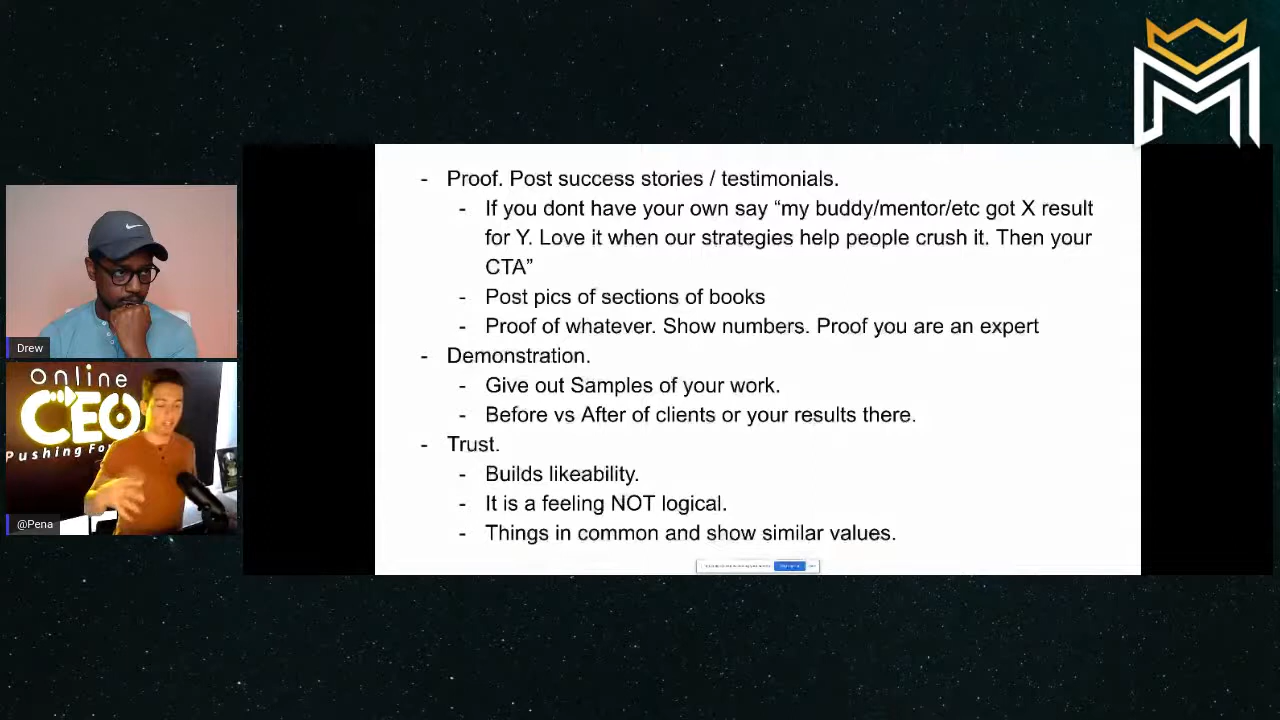 - Proof. Post success stories / testimonials.
- If you dont have your own say “my buddy/mentor/etc got X result
for Y. Love it when our strategies help people crush it. Then your
CTA”
- Post pics of sections of books
- Proof of whatever. Show numbers. Proof you are an expert
- Demonstration.
- Give out Samples of your work.
- Before vs After of clients or your results there.
- Trust.
- Builds likeability.
- It is a feeling NOT logical.
- Things in common and show similar values.
Drew
online
CEO
Pushing Fo
@Pena
M